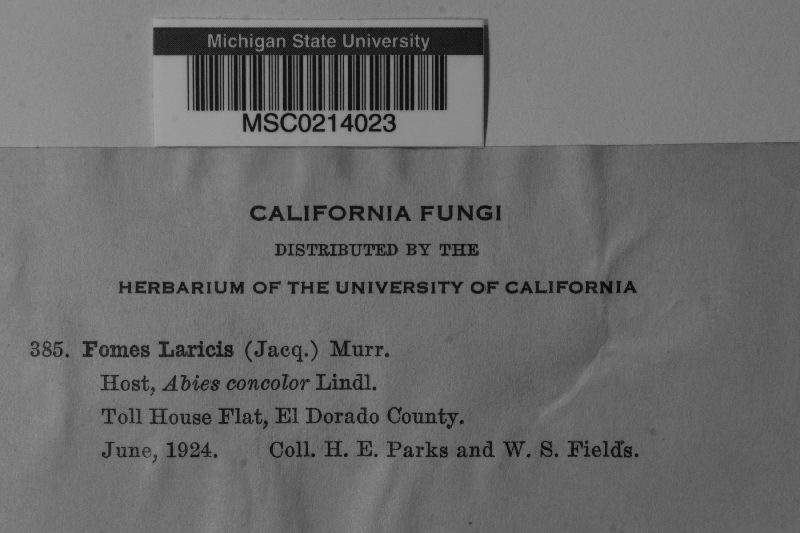 Michigan State University
MSC0214023
CALIFORNIA FUNGI
DISTRIBUTED BY THE
HERBARIUM OF THE UNIVERSITY OF CALIFORNIA
385. Fomes Laricis (Jacq.) Murr.
Host, Abies concolor Lindl.
Toll House Flat, El Dorado County.
June, 1924. Coll. H. E. Parks and W. S. Fields.